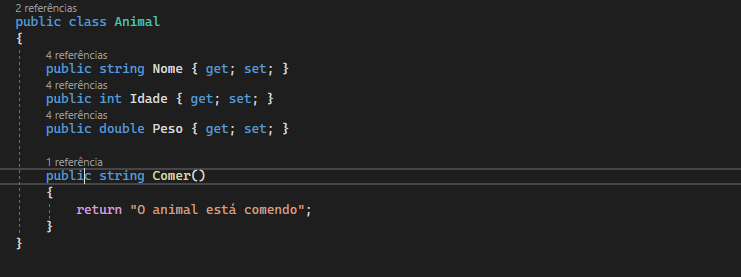 2 referências
public class Animal
{
4 referências
public string Nome { get; set; }
4 referências
public int Idade { get; set; }
4 referências
public double Peso { get; set; }
1 referência
public string Comer()
{
return "O animal está comendo";
}
}